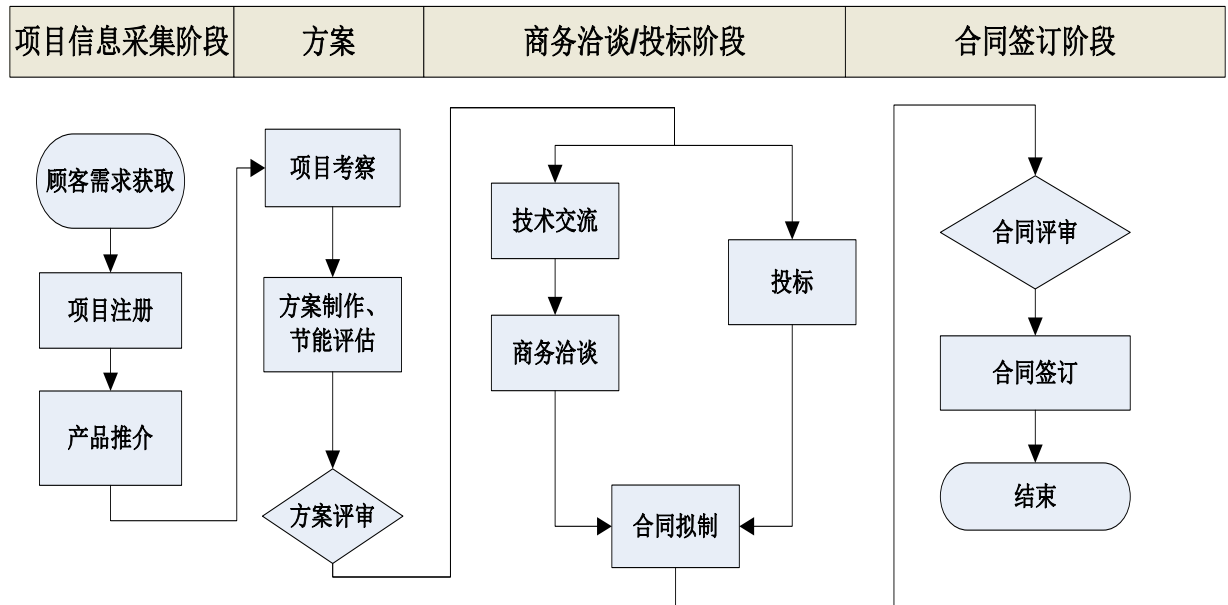 项目信息采集阶段
方案
商务洽谈/投标阶段
合同签订阶段
顾客需求获取
项目注册
产品推介
项目考察
方案制作、
节能评估
方案评审
技术交流
商务洽谈
投标
合同拟制
合同评审
合同签订
结束